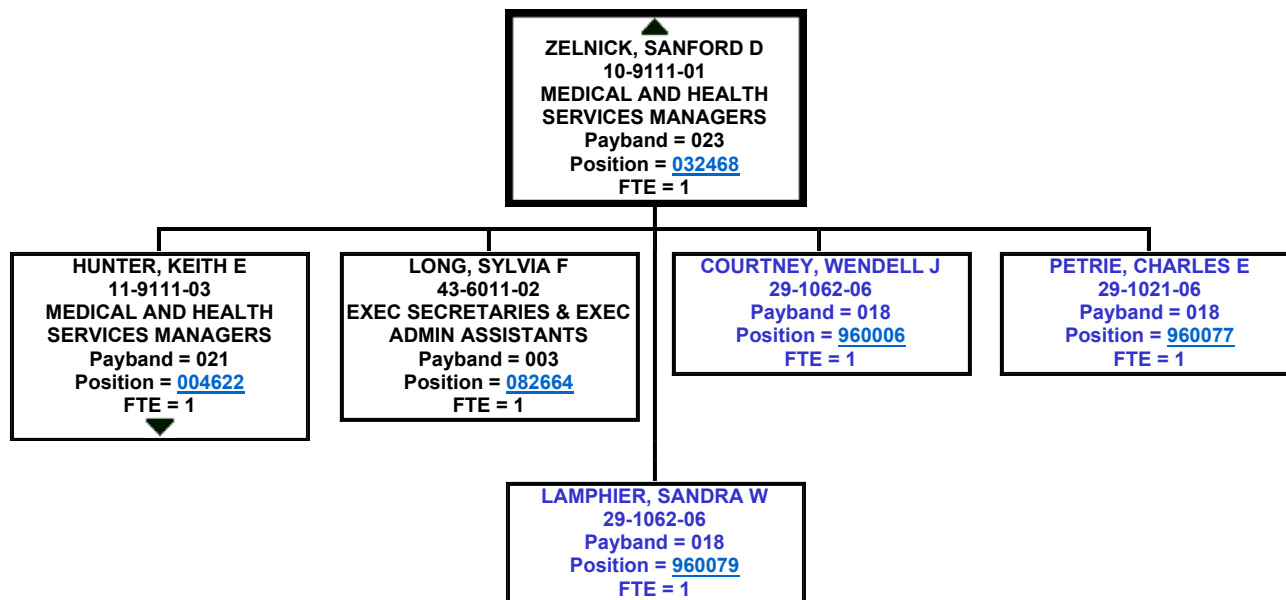 ZELNICK, SANFORD D
10-9111-01
MEDICAL AND HEALTH
SERVICES MANAGERS
Payband = 023
Position = 032468
FTE = 1
HUNTER, KEITH E
11-9111-03
MEDICAL AND HEALTH
SERVICES MANAGERS
Payband = 021
Position = 004622
FTE = 1
LONG, SYLVIA F
43-6011-02
EXEC SECRETARIES & EXEC
ADMIN ASSISTANTS
Payband = 003
Position = 082664
FTE = 1
COURTNEY, WENDELL J
29-1062-06
Payband = 018
Position = 960006
FTE = 1
PETRIE, CHARLES E
29-1021-06
Payband = 018
Position = 960077
FTE = 1
LAMPHIER, SANDRA W
29-1062-06
Payband = 018
Position = 960079
FTE = 1